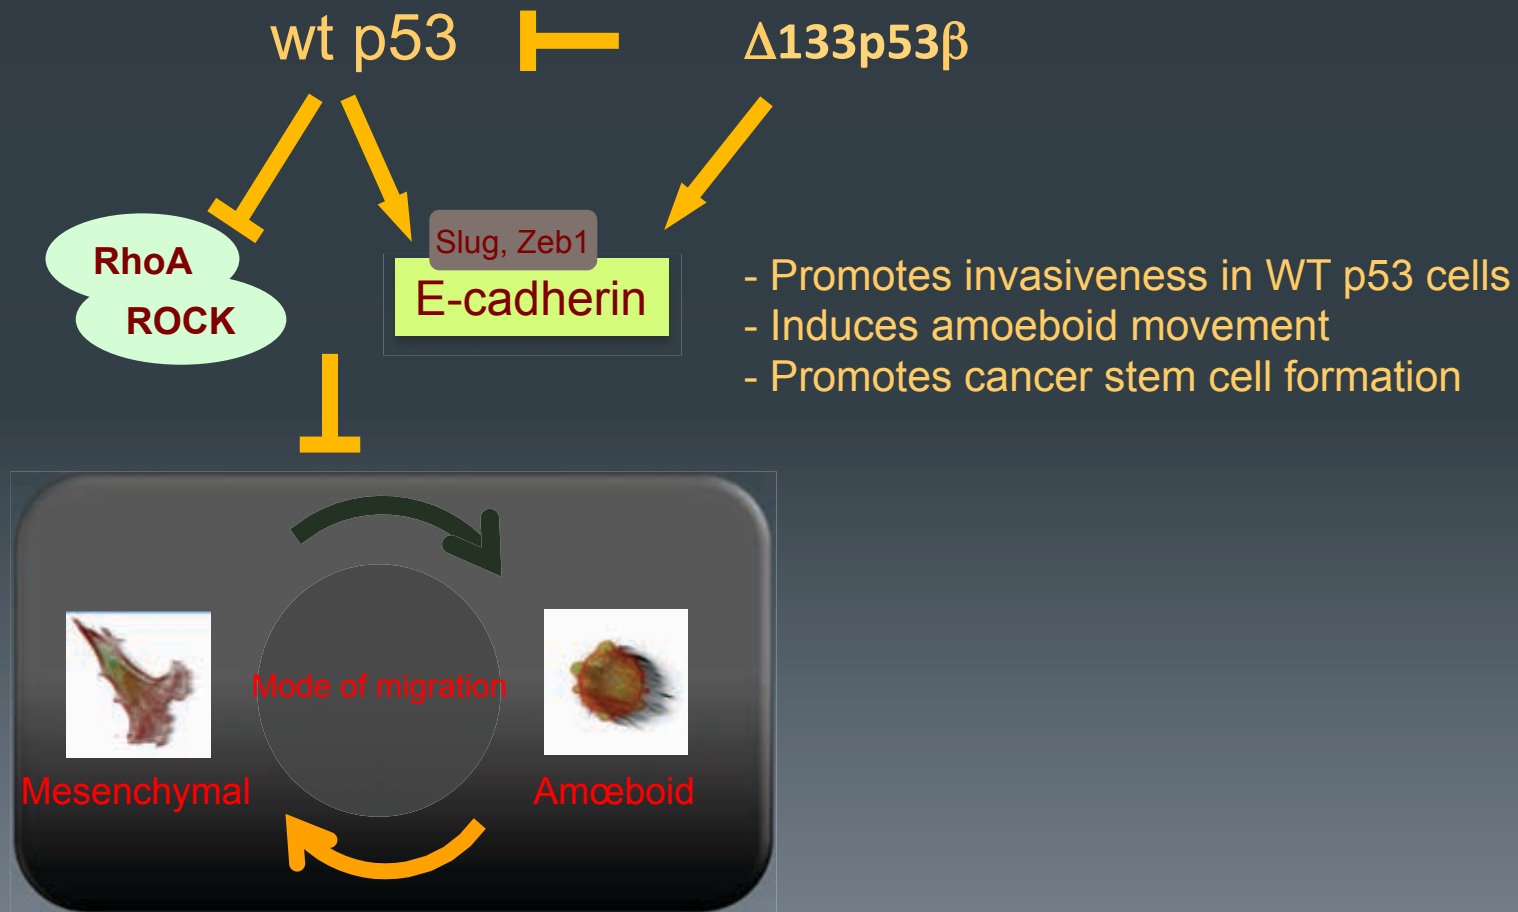 wt p53
Δ133p53β
RhoA
ROCK
Slug, Zeb1
E-cadherin
- Promotes invasiveness in WT p53 cells
- Induces amoeboid movement
- Promotes cancer stem cell formation
Mode of migration
Mesenchymal
Amœboid